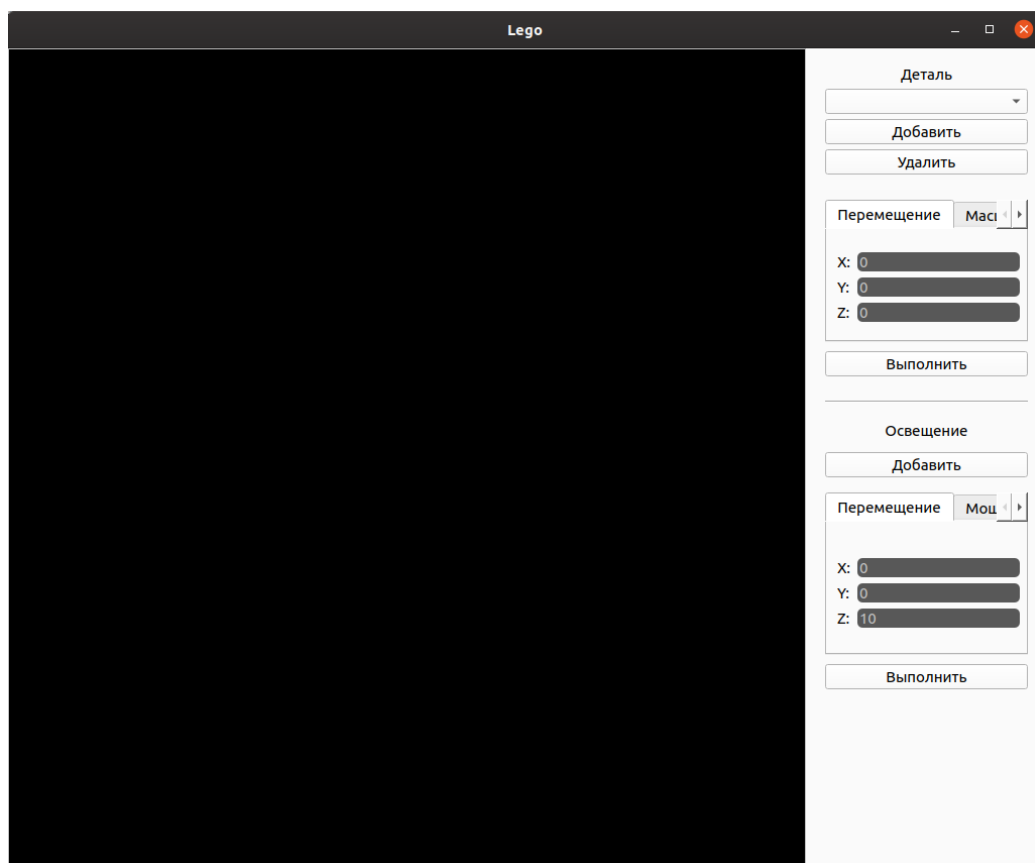 Lego
Деталь
Добавить
Удалить
Перемещение
X: 0
Y: 0
Z: 0
Выполнить
Освещение
Добавить
Перемещение
X: 0
Y: 0
Z: 10
Выполнить